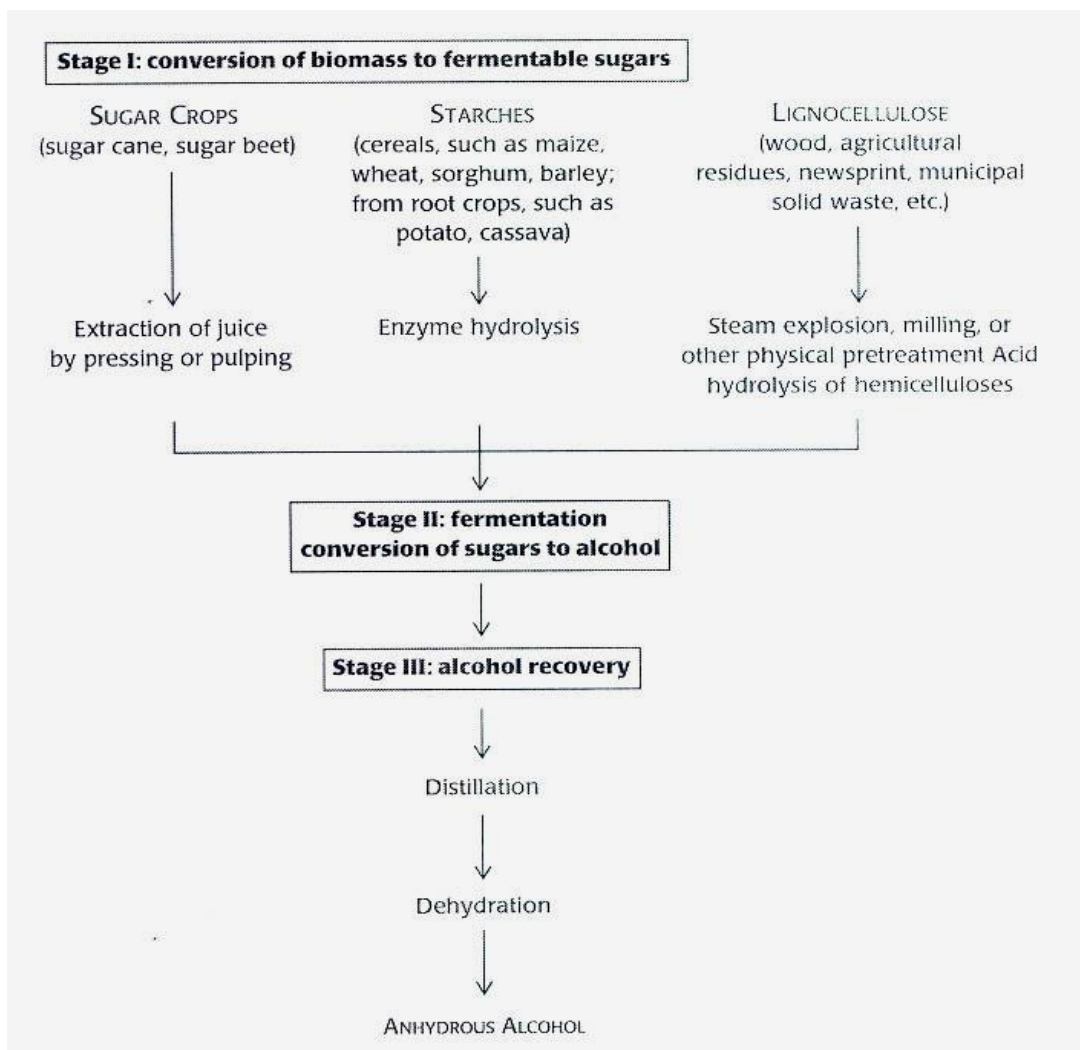 Stage I: conversion of biomass to fermentable sugars
SUGAR CROPS
(sugar cane, sugar beet)
STARCHES
(cereals, such as maize,
wheat, sorghum, barley;
from root crops, such as
potato, cassava)
LIGNOCELLULOSE
(wood, agricultural
residues, newsprint, municipal
solid waste, etc.)
Extraction of juice
by pressing or pulping
Enzyme hydrolysis
Steam explosion, milling, or
other physical pretreatment Acid
hydrolysis of hemicelluloses
Stage II: fermentation
conversion of sugars to alcohol
Stage III: alcohol recovery
Distillation
Dehydration
ANHYDROUS ALCOHOL